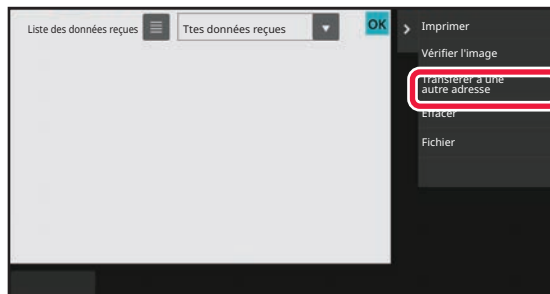 Liste des données reçues
Ttes données reçues
OK
Imprimer
Vérifier l'image
Transférer à une
autre adresse
Effacer
Fichier